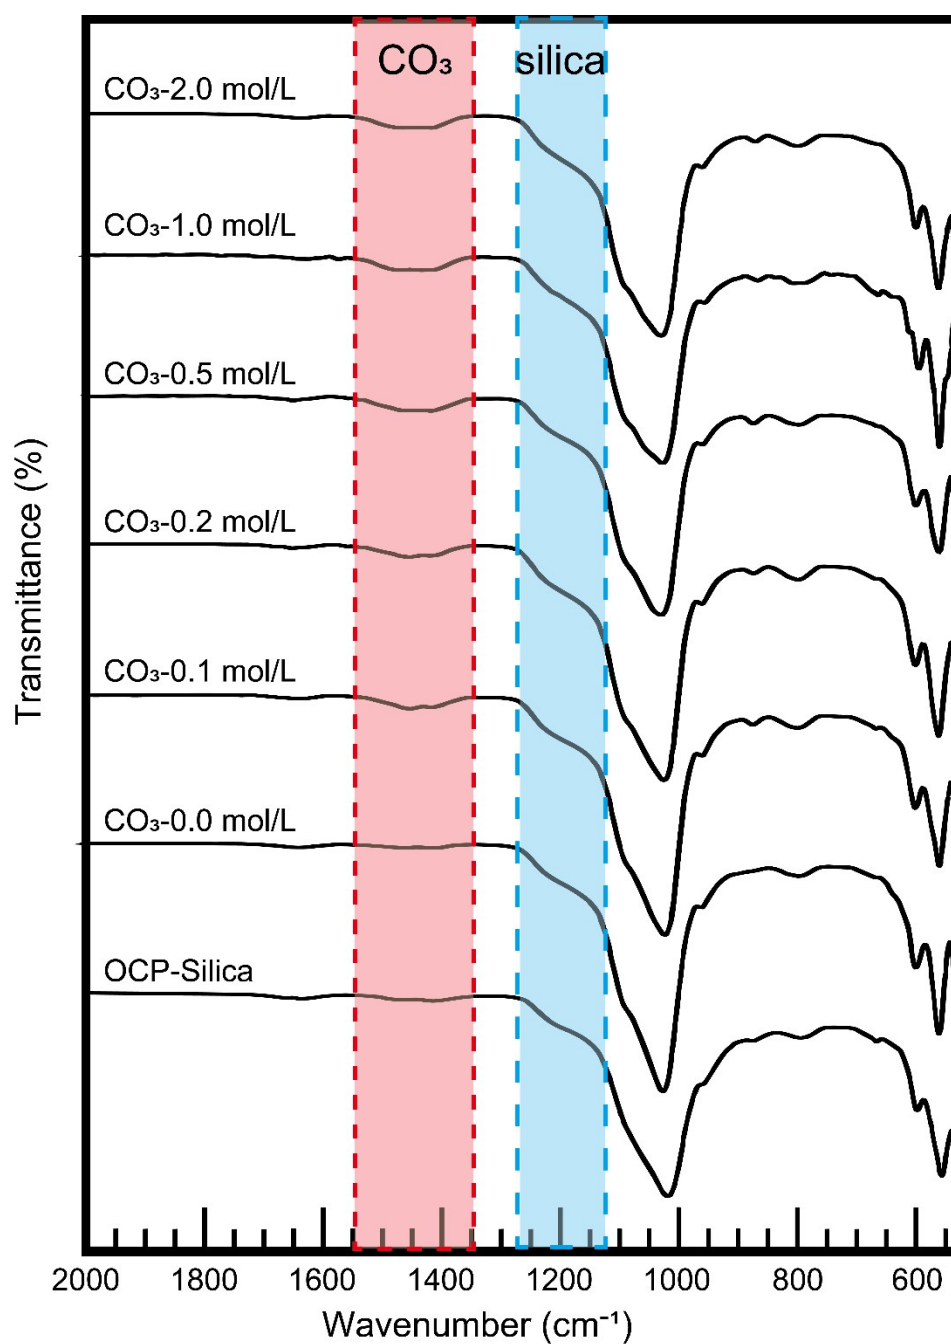 CO₃ silica
CO₃-2.0 mol/L
CO₃-1.0 mol/L
CO₃-0.5 mol/L
CO₃-0.2 mol/L
CO₃-0.1 mol/L
CO₃-0.0 mol/L
OCP-Silica
Transmittance (%)
2000 1800 1600 1400 1200 1000 800 600
Wavenumber (cm⁻¹)